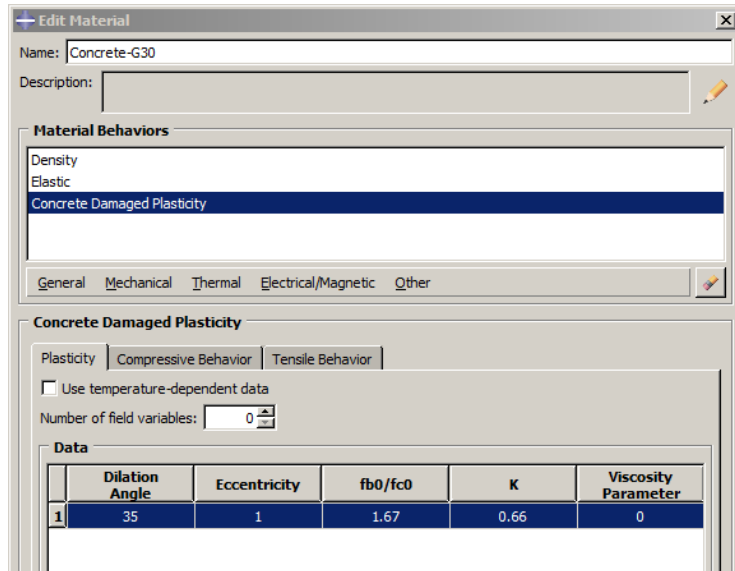 Edit Material
Name: Concrete-G30
Description:
Material Behaviors
Density
Elastic
Concrete Damaged Plasticity
General Mechanical Thermal Electrical/Magnetic Other
Concrete Damaged Plasticity
Plasticity Compressive Behavior Tensile Behavior
Use temperature-dependent data
Number of field variables: 0
Data
Dilation Angle Eccentricity fb0/fc0 K Viscosity Parameter
1 35 1 1.67 0.66 0